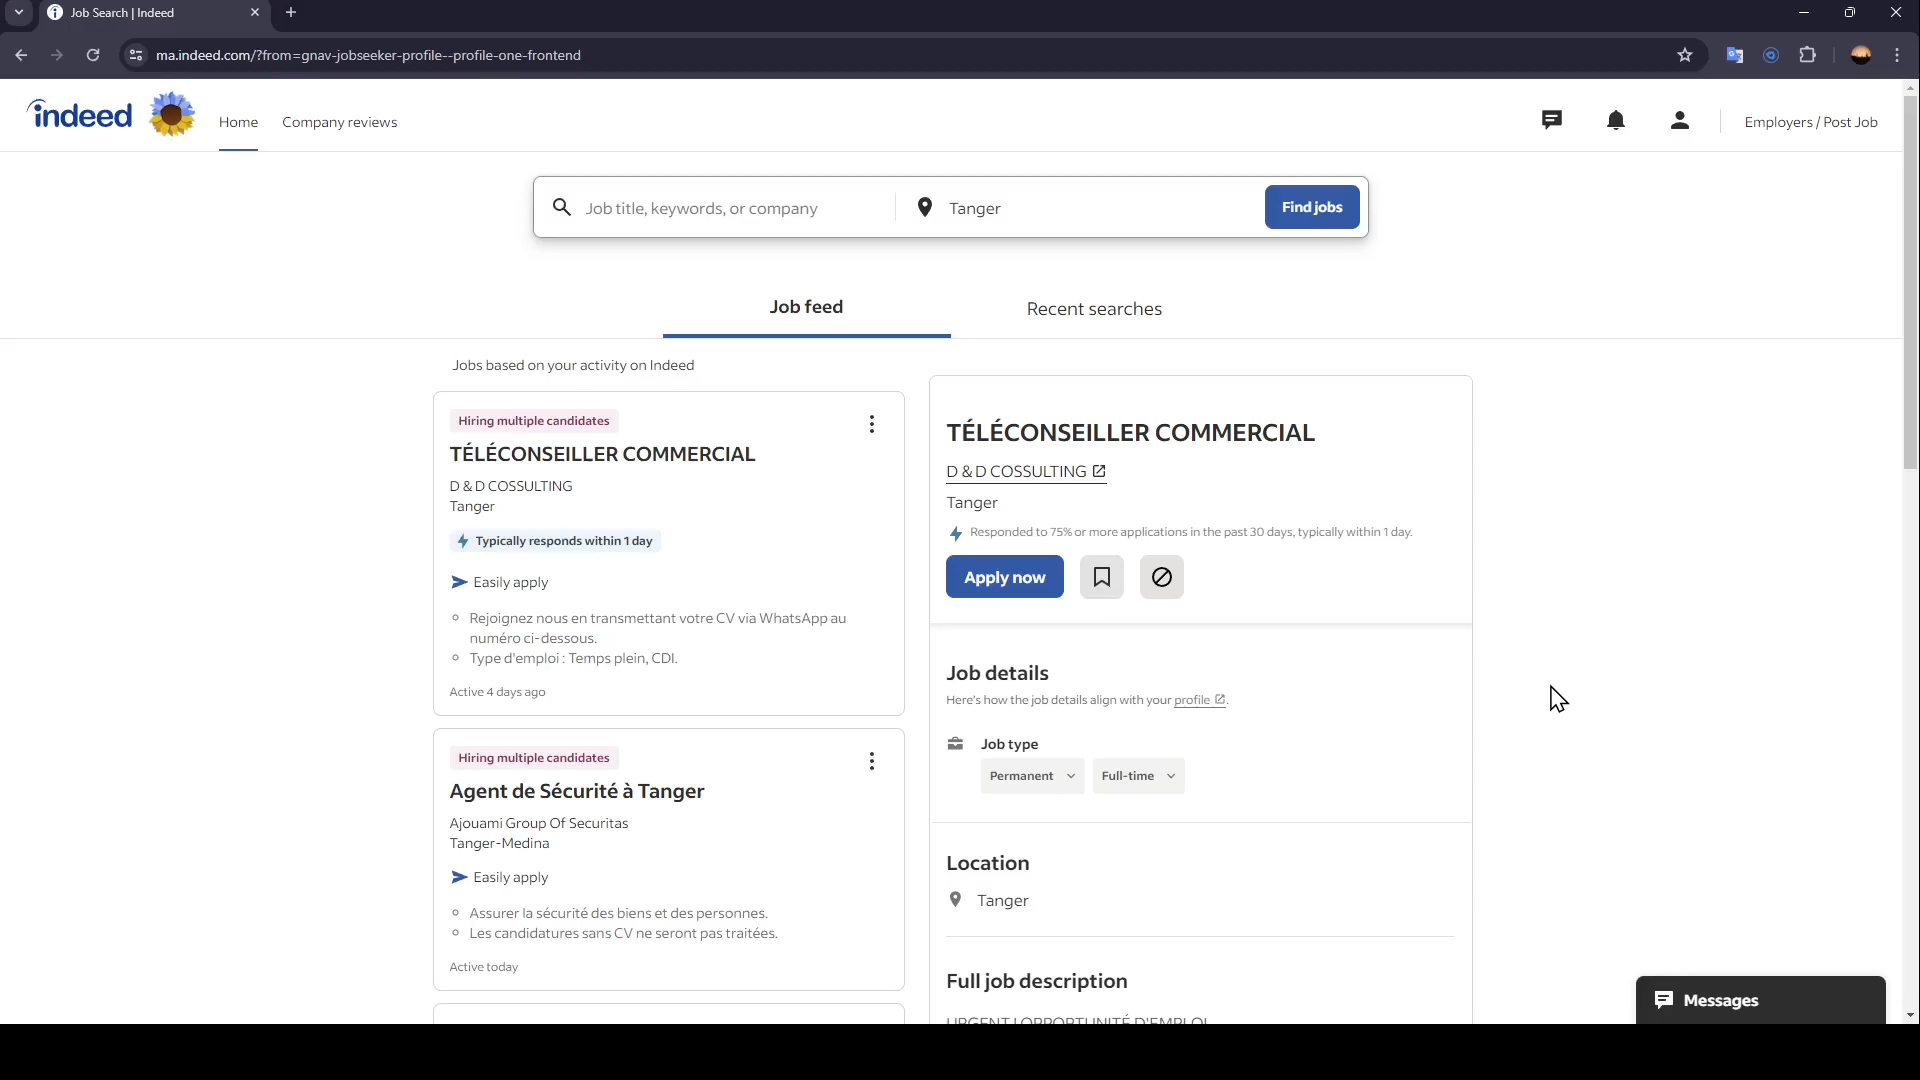 Job Search | Indeed
ma.indeed.com/?from=gnav-jobseeker-profile--profile-one-frontend
indeed
Home
Company reviews
Employers / Post Job
Job title, keywords, or company
Tanger
Find jobs
Job feed
Recent searches
Jobs based on your activity on Indeed
Hiring multiple candidates
TÉLÉCONSEILLER COMMERCIAL
D & D COSSULTING
Tanger
Typically responds within 1 day
Easily apply
Rejoignez nous en transmettant votre CV via WhatsApp au
numéro ci-dessous.
Type d'emploi : Temps plein, CDI.
Active 4 days ago
Hiring multiple candidates
Agent de Sécurité à Tanger
Ajouami Group Of Securitas
Tanger-Medina
Easily apply
Assurer la sécurité des biens et des personnes.
Les candidatures sans CV ne seront pas traitées.
Active today
TÉLÉCONSEILLER COMMERCIAL
D & D COSSULTING
Tanger
Responded to 75% or more applications in the past 30 days, typically within 1 day.
Apply now
Job details
Here's how the job details align with your profile.
Job type
Permanent
Full-time
Location
Tanger
Full job description
URGENT ! OPPORTUNITÉ D'EMPLOI
Messages